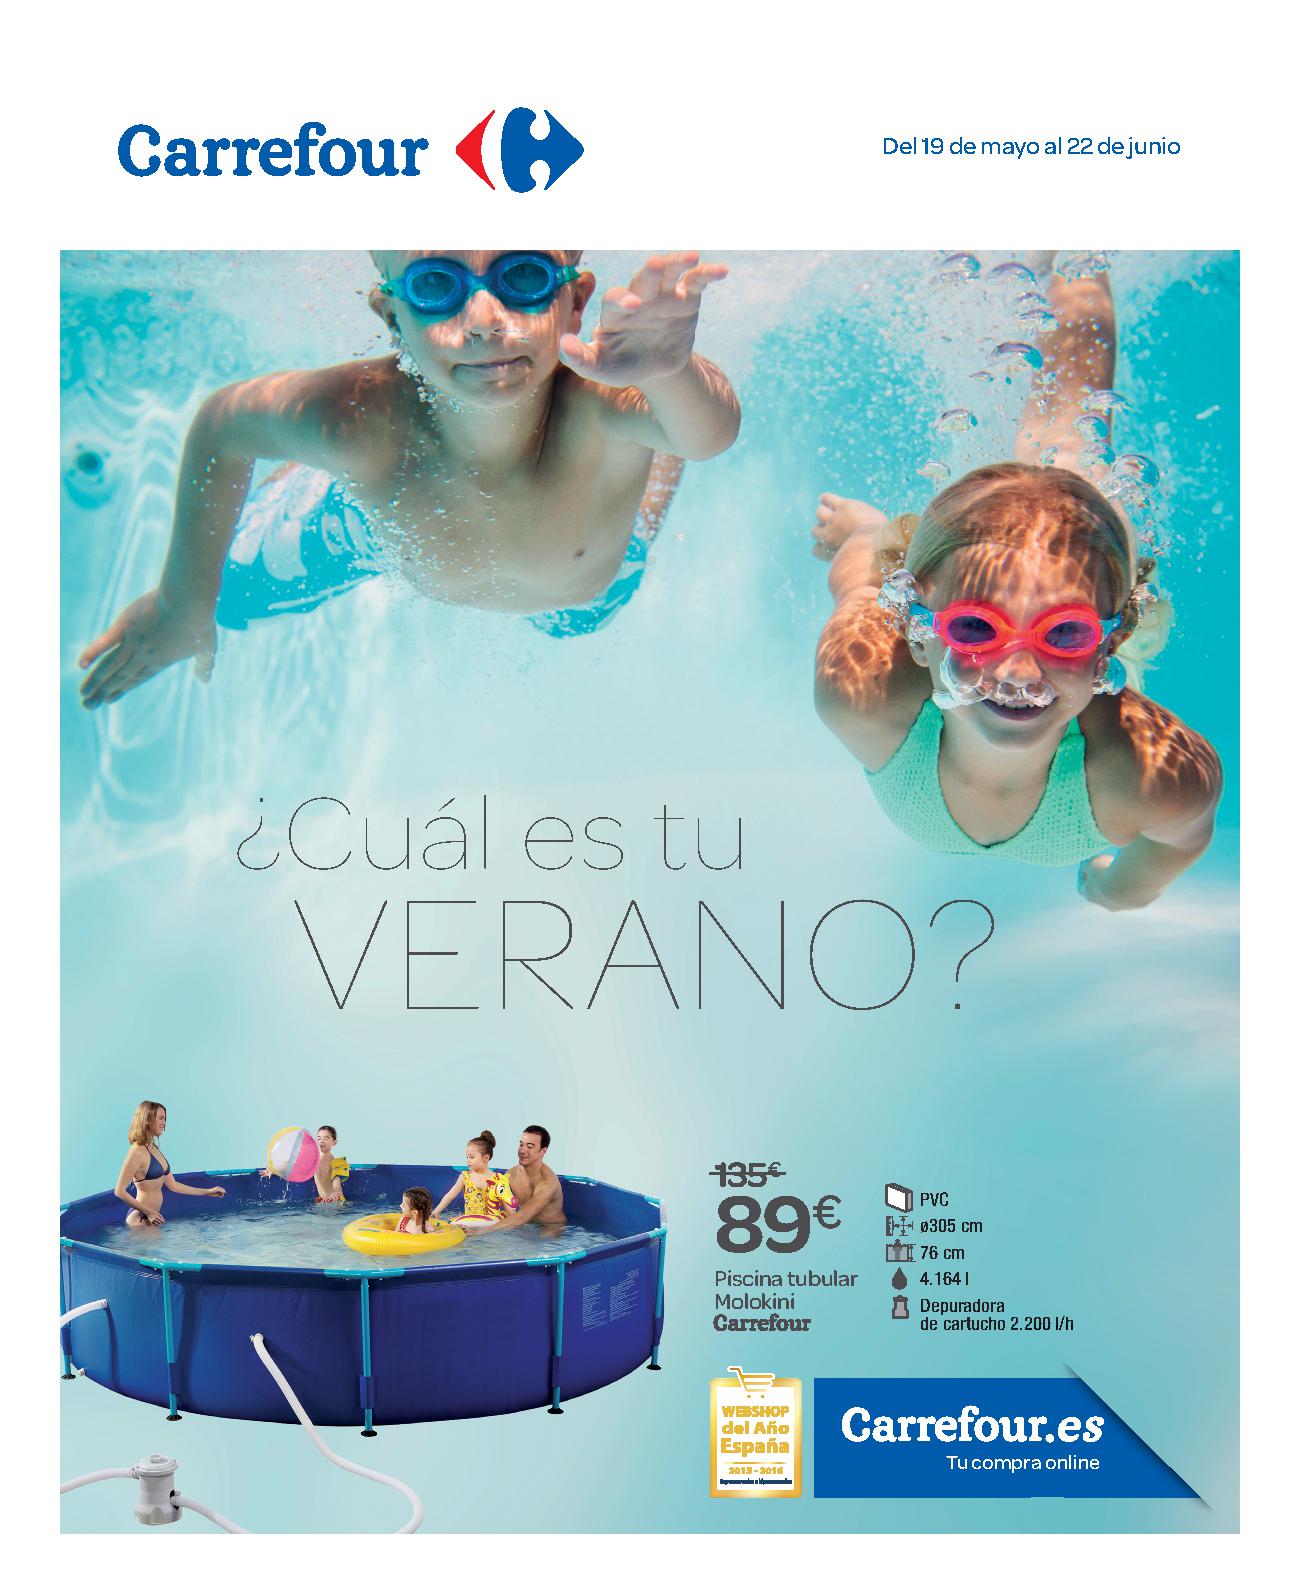 Carrefour
Del 19 de mayo al 22 de junio
¿Cuál es tu
VERANO?
135€
89€
Piscina tubular
Molokini
Carrefour
PVC
ø305 cm
76 cm
4.164 l
Depuradora
de cartucho 2.200 l/h
WEBSHOP
del Año
España
2015 - 2016
Carrefour.es
Tu compra online